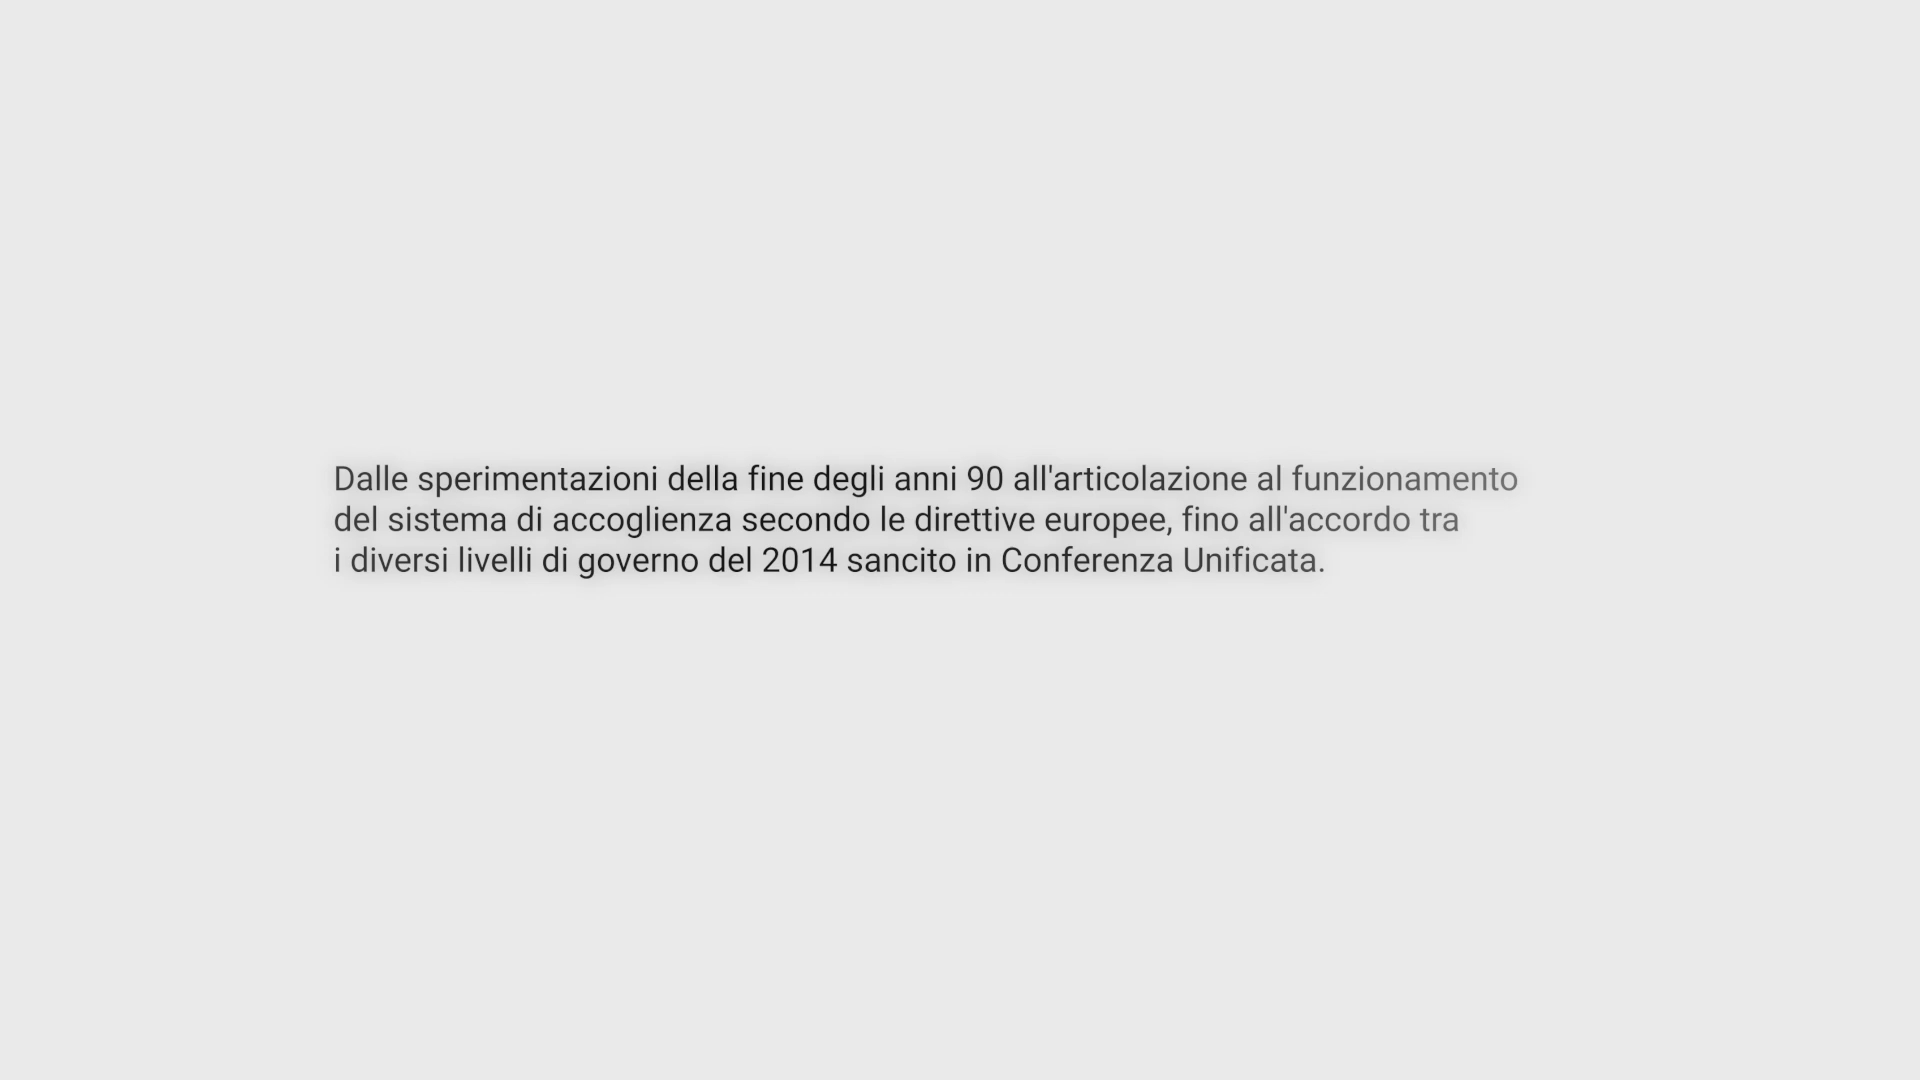 Dalle sperimentazioni della fine degli anni 90 all'articolazione al funzionamento
del sistema di accoglienza secondo le direttive europee, fino all'accordo tra
i diversi livelli di governo del 2014 sancito in Conferenza Unificata.